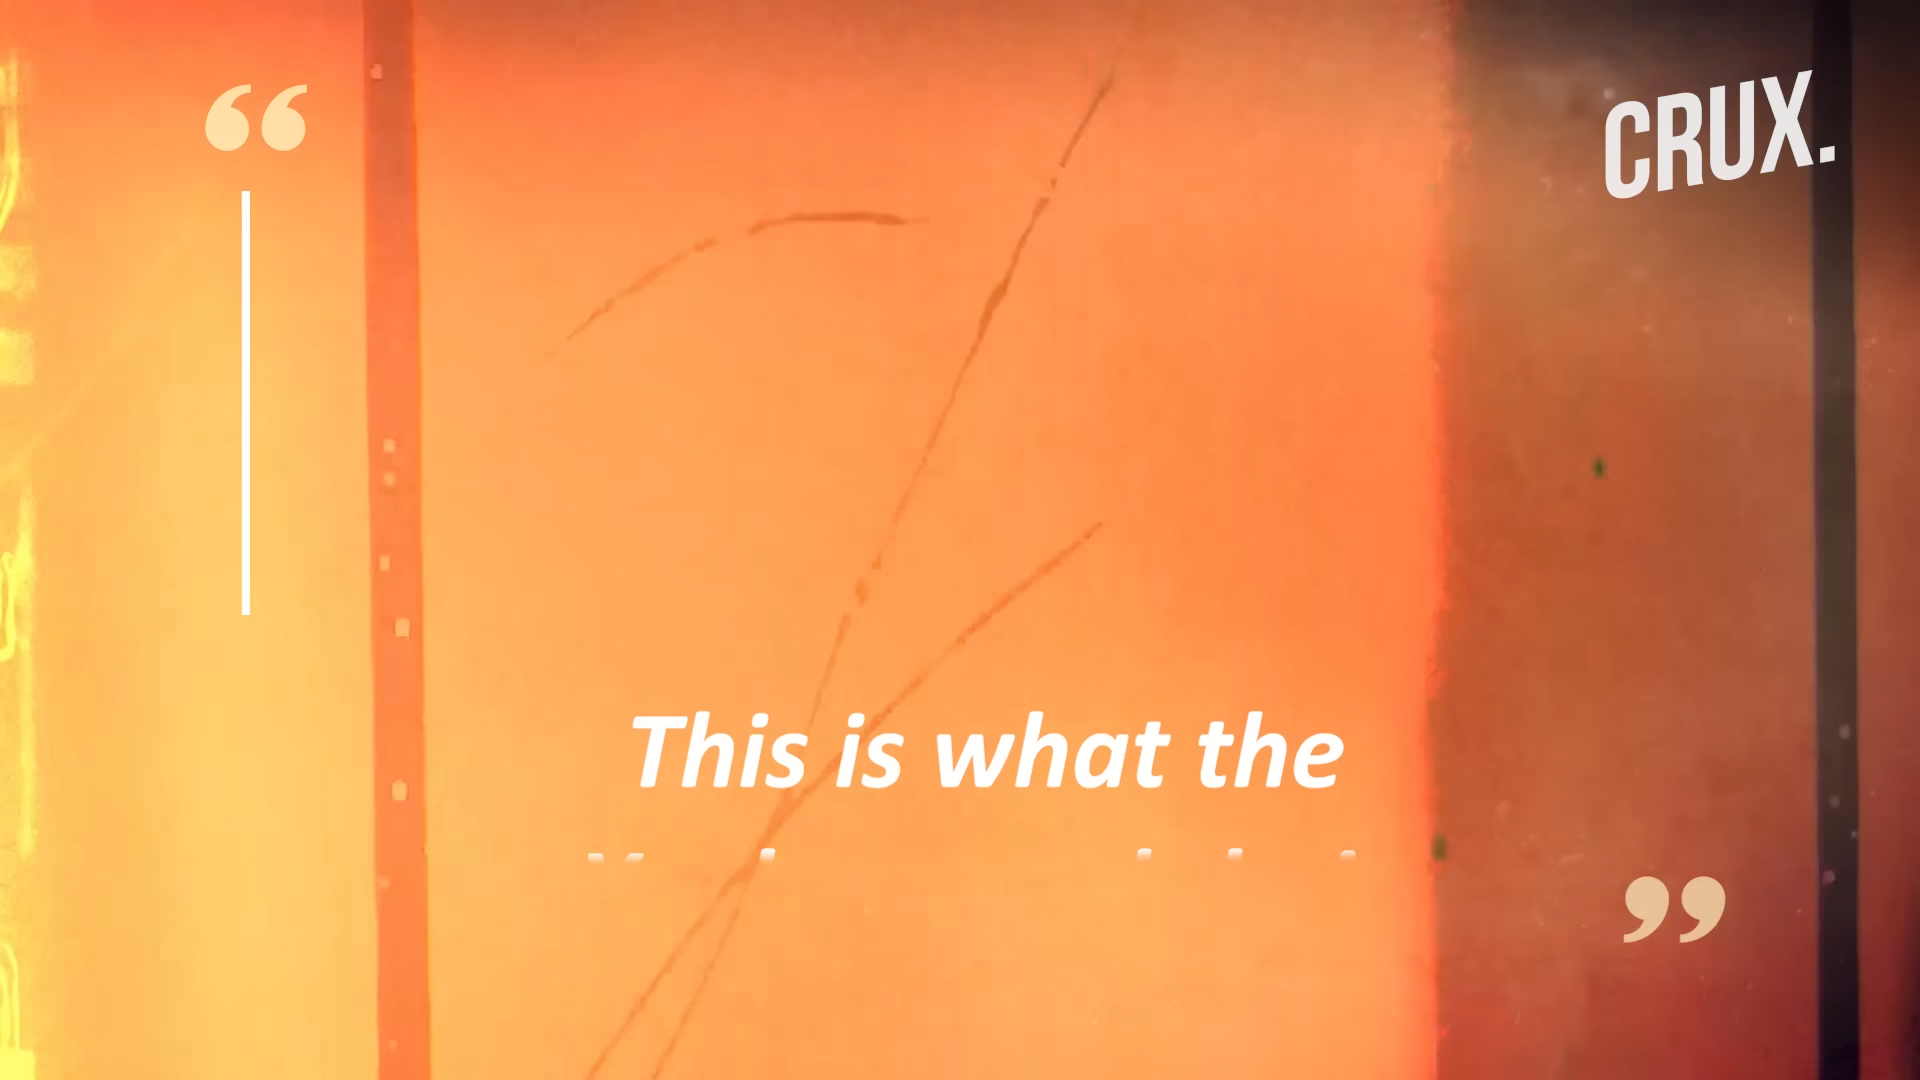 “
CRUX.
This is what the
”